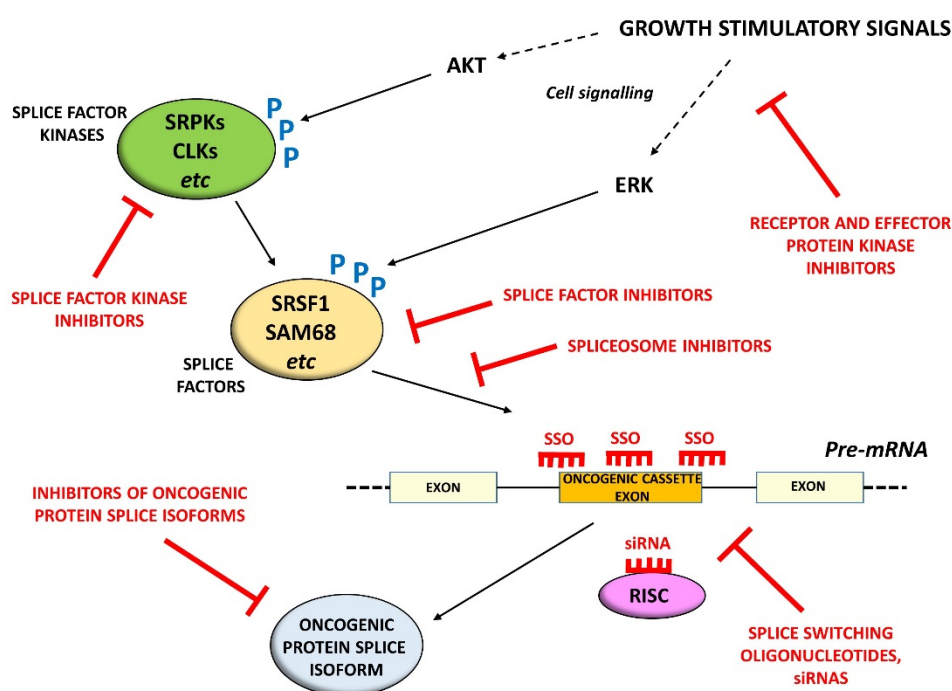 GROWTH STIMULATORY SIGNALS
AKT
Cell signalling
SPLICE FACTOR
KINASES
P
P
P
SRPKs
CLKs
etc
ERK
RECEPTOR AND EFFECTOR
PROTEIN KINASE
INHIBITORS
SPLICE FACTOR KINASE
INHIBITORS
P
P
P
SRSF1
SAM68
etc
SPLICE
FACTORS
SPLICE FACTOR INHIBITORS
SPLICEOSOME INHIBITORS
SSO
SSO
SSO
Pre-mRNA
EXON
ONCOGENIC CASSETTE
EXON
EXON
INHIBITORS OF ONCOGENIC
PROTEIN SPLICE ISOFORMS
siRNA
RISC
ONCOGENIC
PROTEIN SPLICE
ISOFORM
SPLICE SWITCHING
OLIGONUCLEOTIDES,
siRNAS